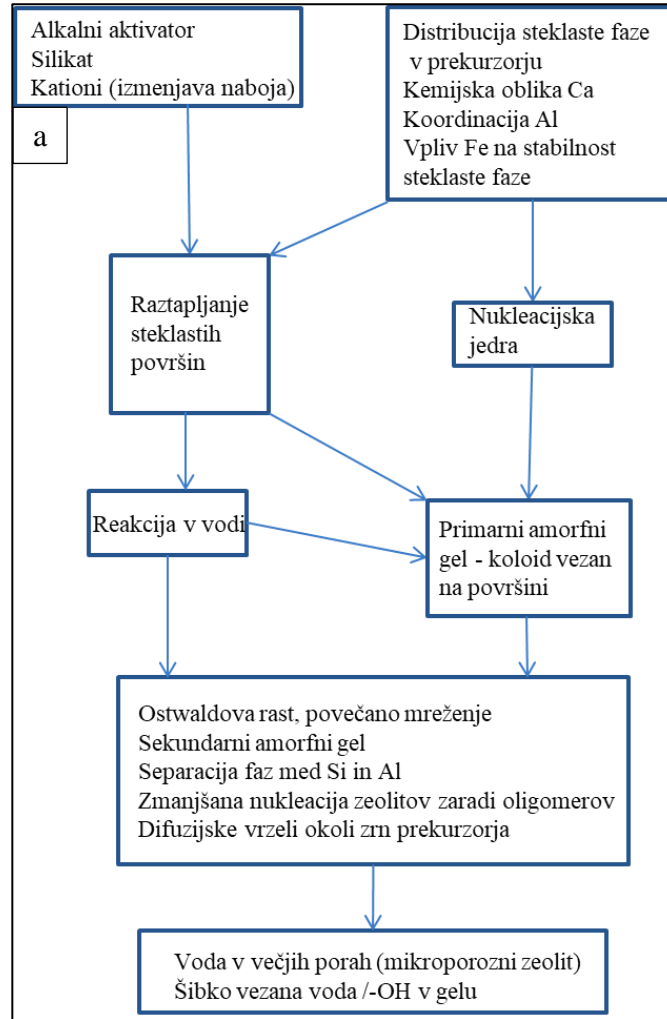 Alkalni aktivator
Silikat
Kationi (izmenjava naboja)
Distribucija steklaste faze
v prekurzorju
Kemijska oblika Ca
Koordinacija Al
Vpliv Fe na stabilnost
steklaste faze
a
Raztapljanje
steklastih
površin
Nukleacijska
jedra
Reakcija v vodi
Primarni amorfni
gel - koloid vezan
na površini
Ostwaldova rast, povečano mreženje
Sekundarni amorfni gel
Separacija faz med Si in Al
Zmanjšana nukleacija zeolitov zaradi oligomerov
Difuzijske vrzeli okoli zrn prekurzorja
Voda v večjih porah (mikroporozni zeolit)
Šibko vezana voda /-OH v gelu